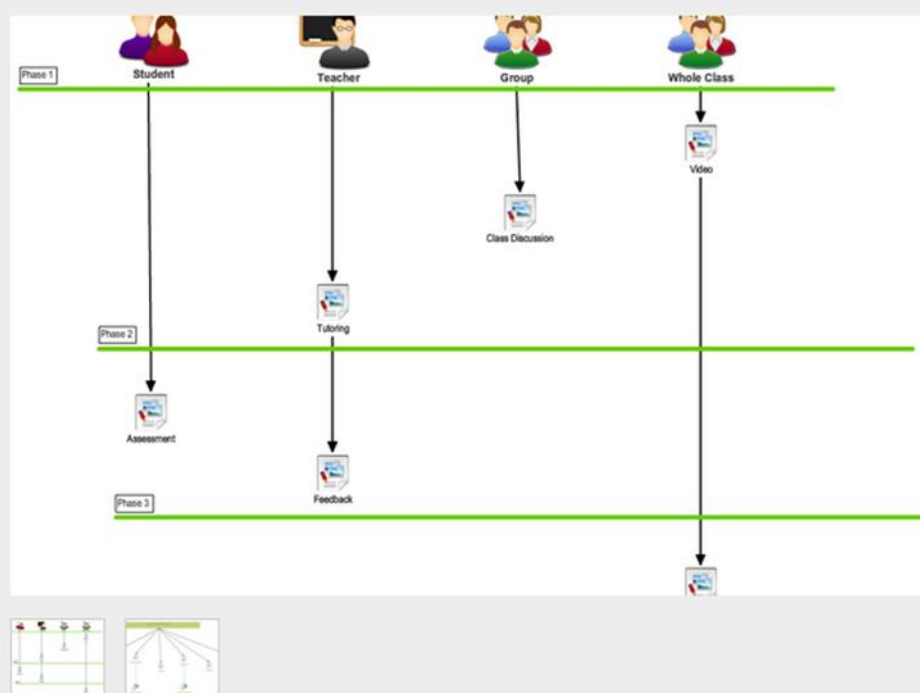 Student
Teacher
Group
Whole Class
Phase 1
Video
Class Discussion
Tutoring
Phase 2
Assessment
Feedback
Phase 3